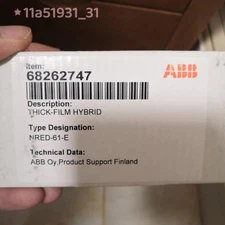 ★11a51931_31
Item:
68262747
ABB
Description:
THICK-FILM HYBRID
Type Designation:
NRED-61-E
Technical Data:
ABB Oy,Product Support Finland